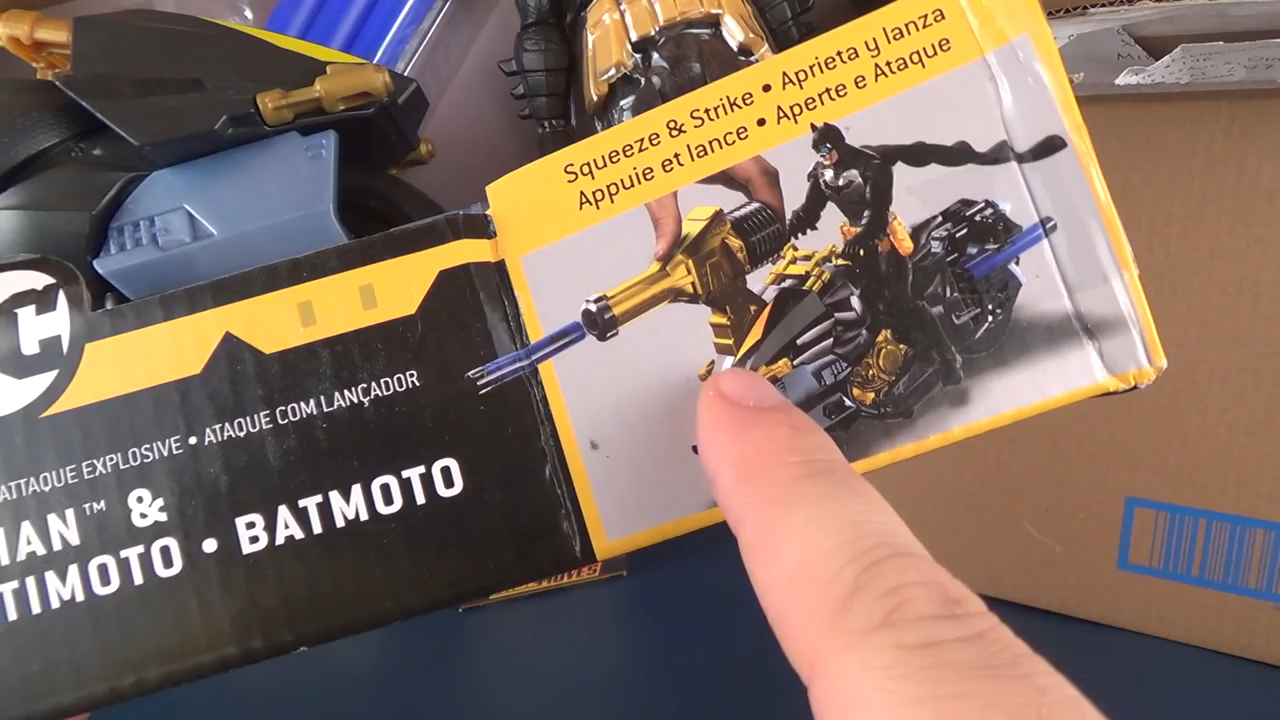 Squeeze & Strike • Aprieta y lanza
Appuie et lance • Aperte e Ataque
ATTAQUE EXPLOSIVE • ATAQUE COM LANÇADOR
MAN™ &
TIMOTO • BATMOTO